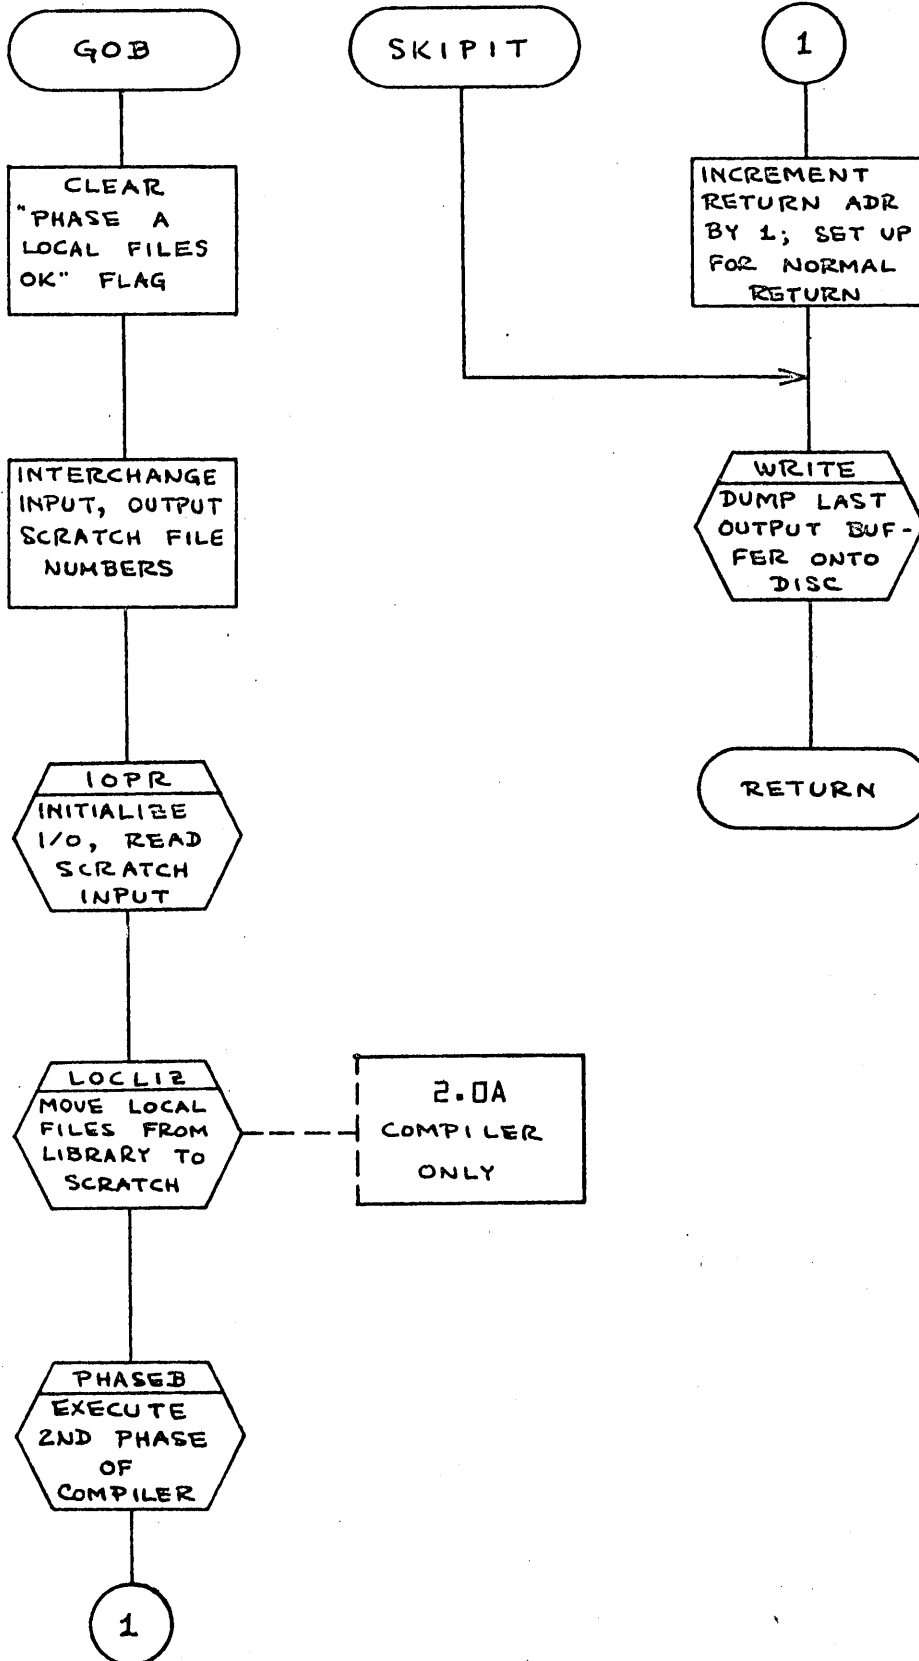 GOB
CLEAR
"PHASE A
LOCAL FILES
OK" FLAG
INTERCHANGE
INPUT, OUTPUT
SCRATCH FILE
NUMBERS
IOPR
INITIALIZE
I/O, READ
SCRATCH
INPUT
LOCLIZ
MOVE LOCAL
FILES FROM
LIBRARY TO
SCRATCH
2.0A
COMPILER
ONLY
PHASEB
EXECUTE
2ND PHASE
OF
COMPILER
1
SKIPIT
1
INCREMENT
RETURN ADR
BY 1; SET UP
FOR NORMAL
RETURN
WRITE
DUMP LAST
OUTPUT BUF-
FER ONTO
DISC
RETURN